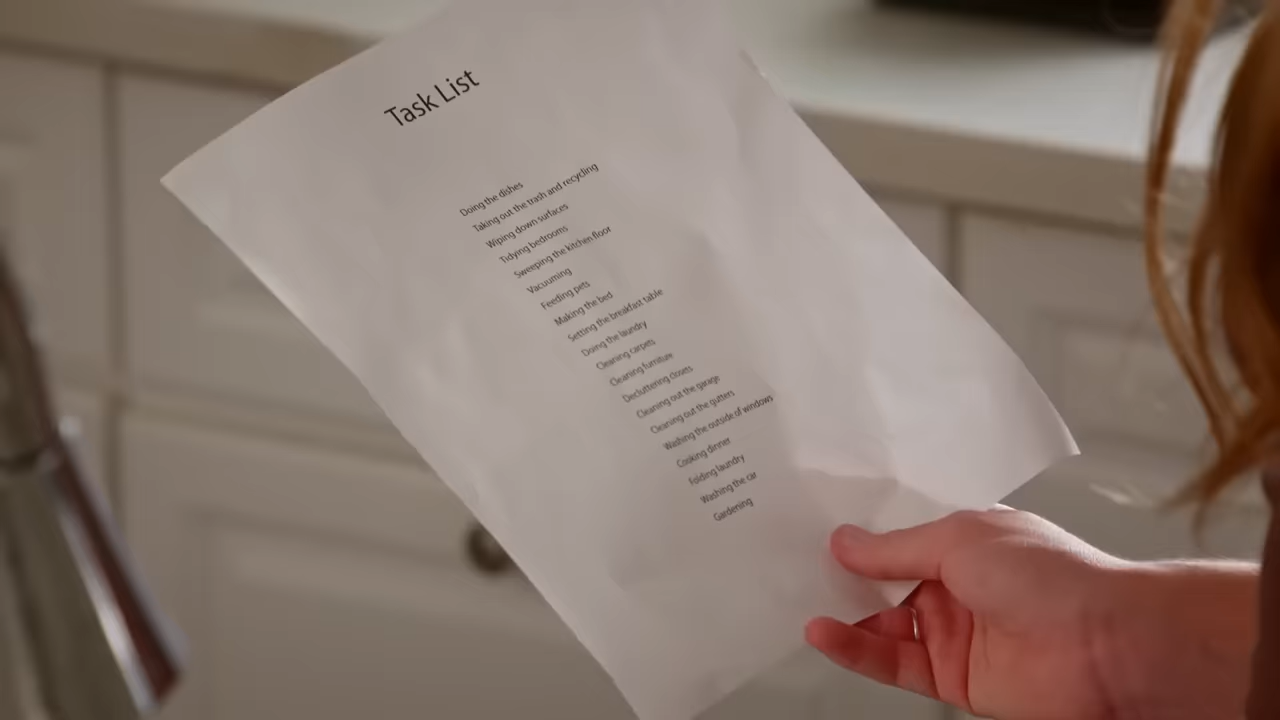 Task List
Doing the dishes
Taking out the trash and recycling
Wiping down surfaces
Tidying bedrooms
Sweeping the kitchen floor
Vacuuming
Feeding pets
Making the bed
Setting the breakfast table
Doing the laundry
Cleaning carpets
Cleaning furniture
Decluttering closets
Cleaning out the garage
Cleaning out the gutters
Washing the outside of windows
Cooking dinner
Folding laundry
Washing the car
Gardening